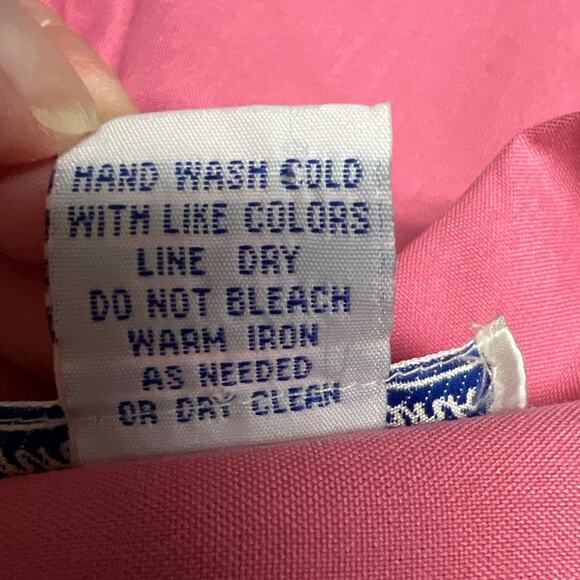 HAND WASH COLD
WITH LIKE COLORS
LINE DRY
DO NOT BLEACH
WARM IRON
AS NEEDED
OR DRY CLEAN